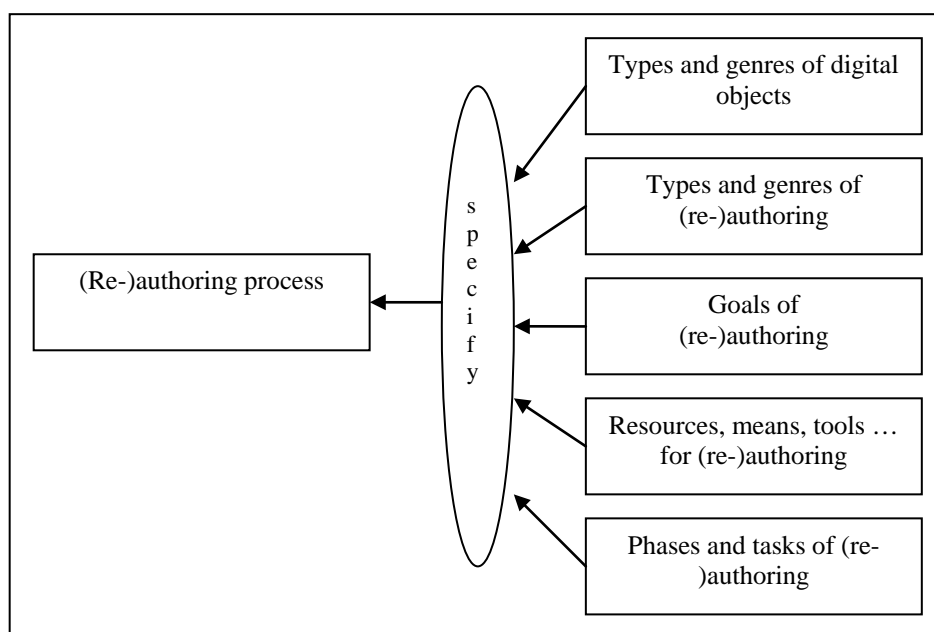 Types and genres of digital
objects
Types and genres of
(re-)authoring
specify
(Re-)authoring process
Goals of
(re-)authoring
Resources, means, tools …
for (re-)authoring
Phases and tasks of (re-
)authoring